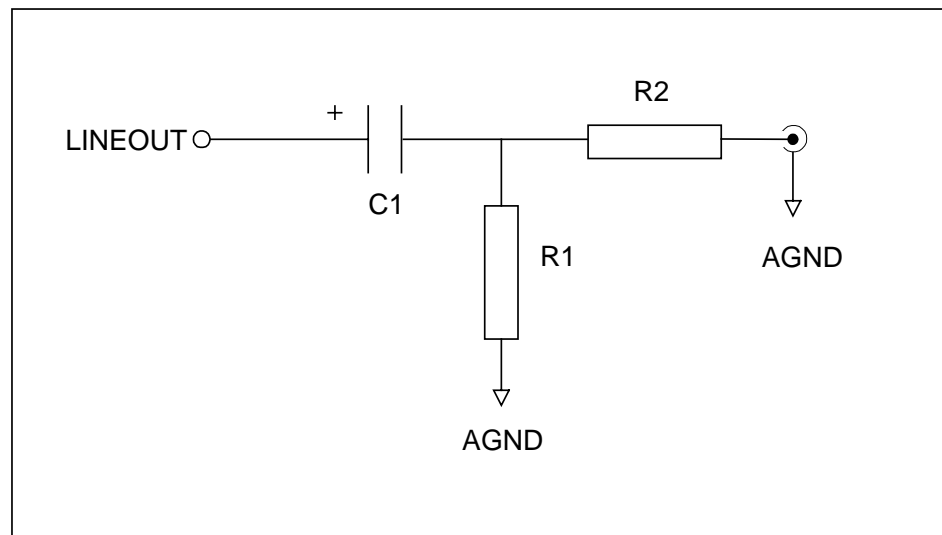 R2
+
LINEOUT
C1
R1
AGND
AGND